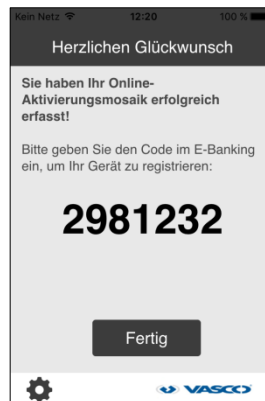 Kein Netz 12:20 100 %
Herzlichen Glückwunsch
Sie haben Ihr Online-
Aktivierungsmosaik erfolgreich
erfasst!
Bitte geben Sie den Code im E-Banking
ein, um Ihr Gerät zu registrieren:
2981232
Fertig
VASCO